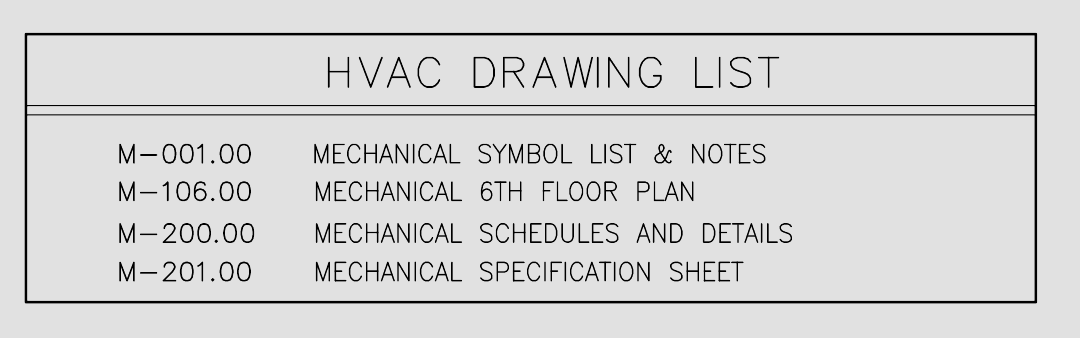 HVAC DRAWING LIST
M-001.00 MECHANICAL SYMBOL LIST & NOTES
M-106.00 MECHANICAL 6TH FLOOR PLAN
M-200.00 MECHANICAL SCHEDULES AND DETAILS
M-201.00 MECHANICAL SPECIFICATION SHEET